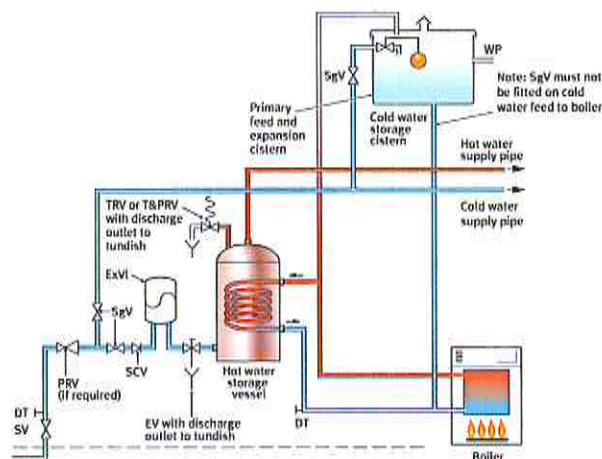 WP
SgV
Note: SgV must not
be fitted on cold
water feed to boiler
Primary
feed and
expansion
cistern
Cold water
storage
cistern
Hot water
supply pipe
TRV or T&PRV
with discharge
outlet to
tundish
Cold water
supply pipe
ExVl
SgV
SCV
PRV
(if required)
Hot water
storage
vessel
DT
SV
EV with discharge
outlet to tundish
DT
Boiler